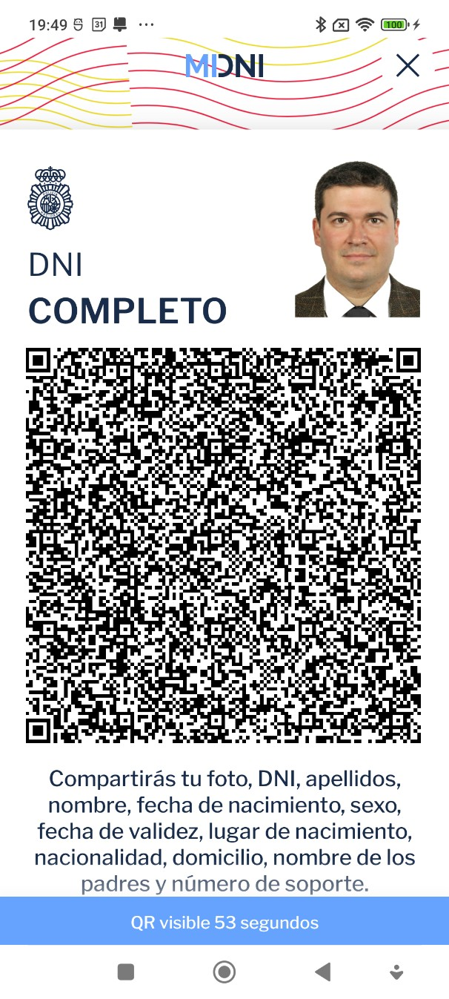 19:49
31
100
MIDNI
DNI
COMPLETO
Compartirás tu foto, DNI, apellidos,
nombre, fecha de nacimiento, sexo,
fecha de validez, lugar de nacimiento,
nacionalidad, domicilio, nombre de los
padres y número de soporte.
QR visible 53 segundos